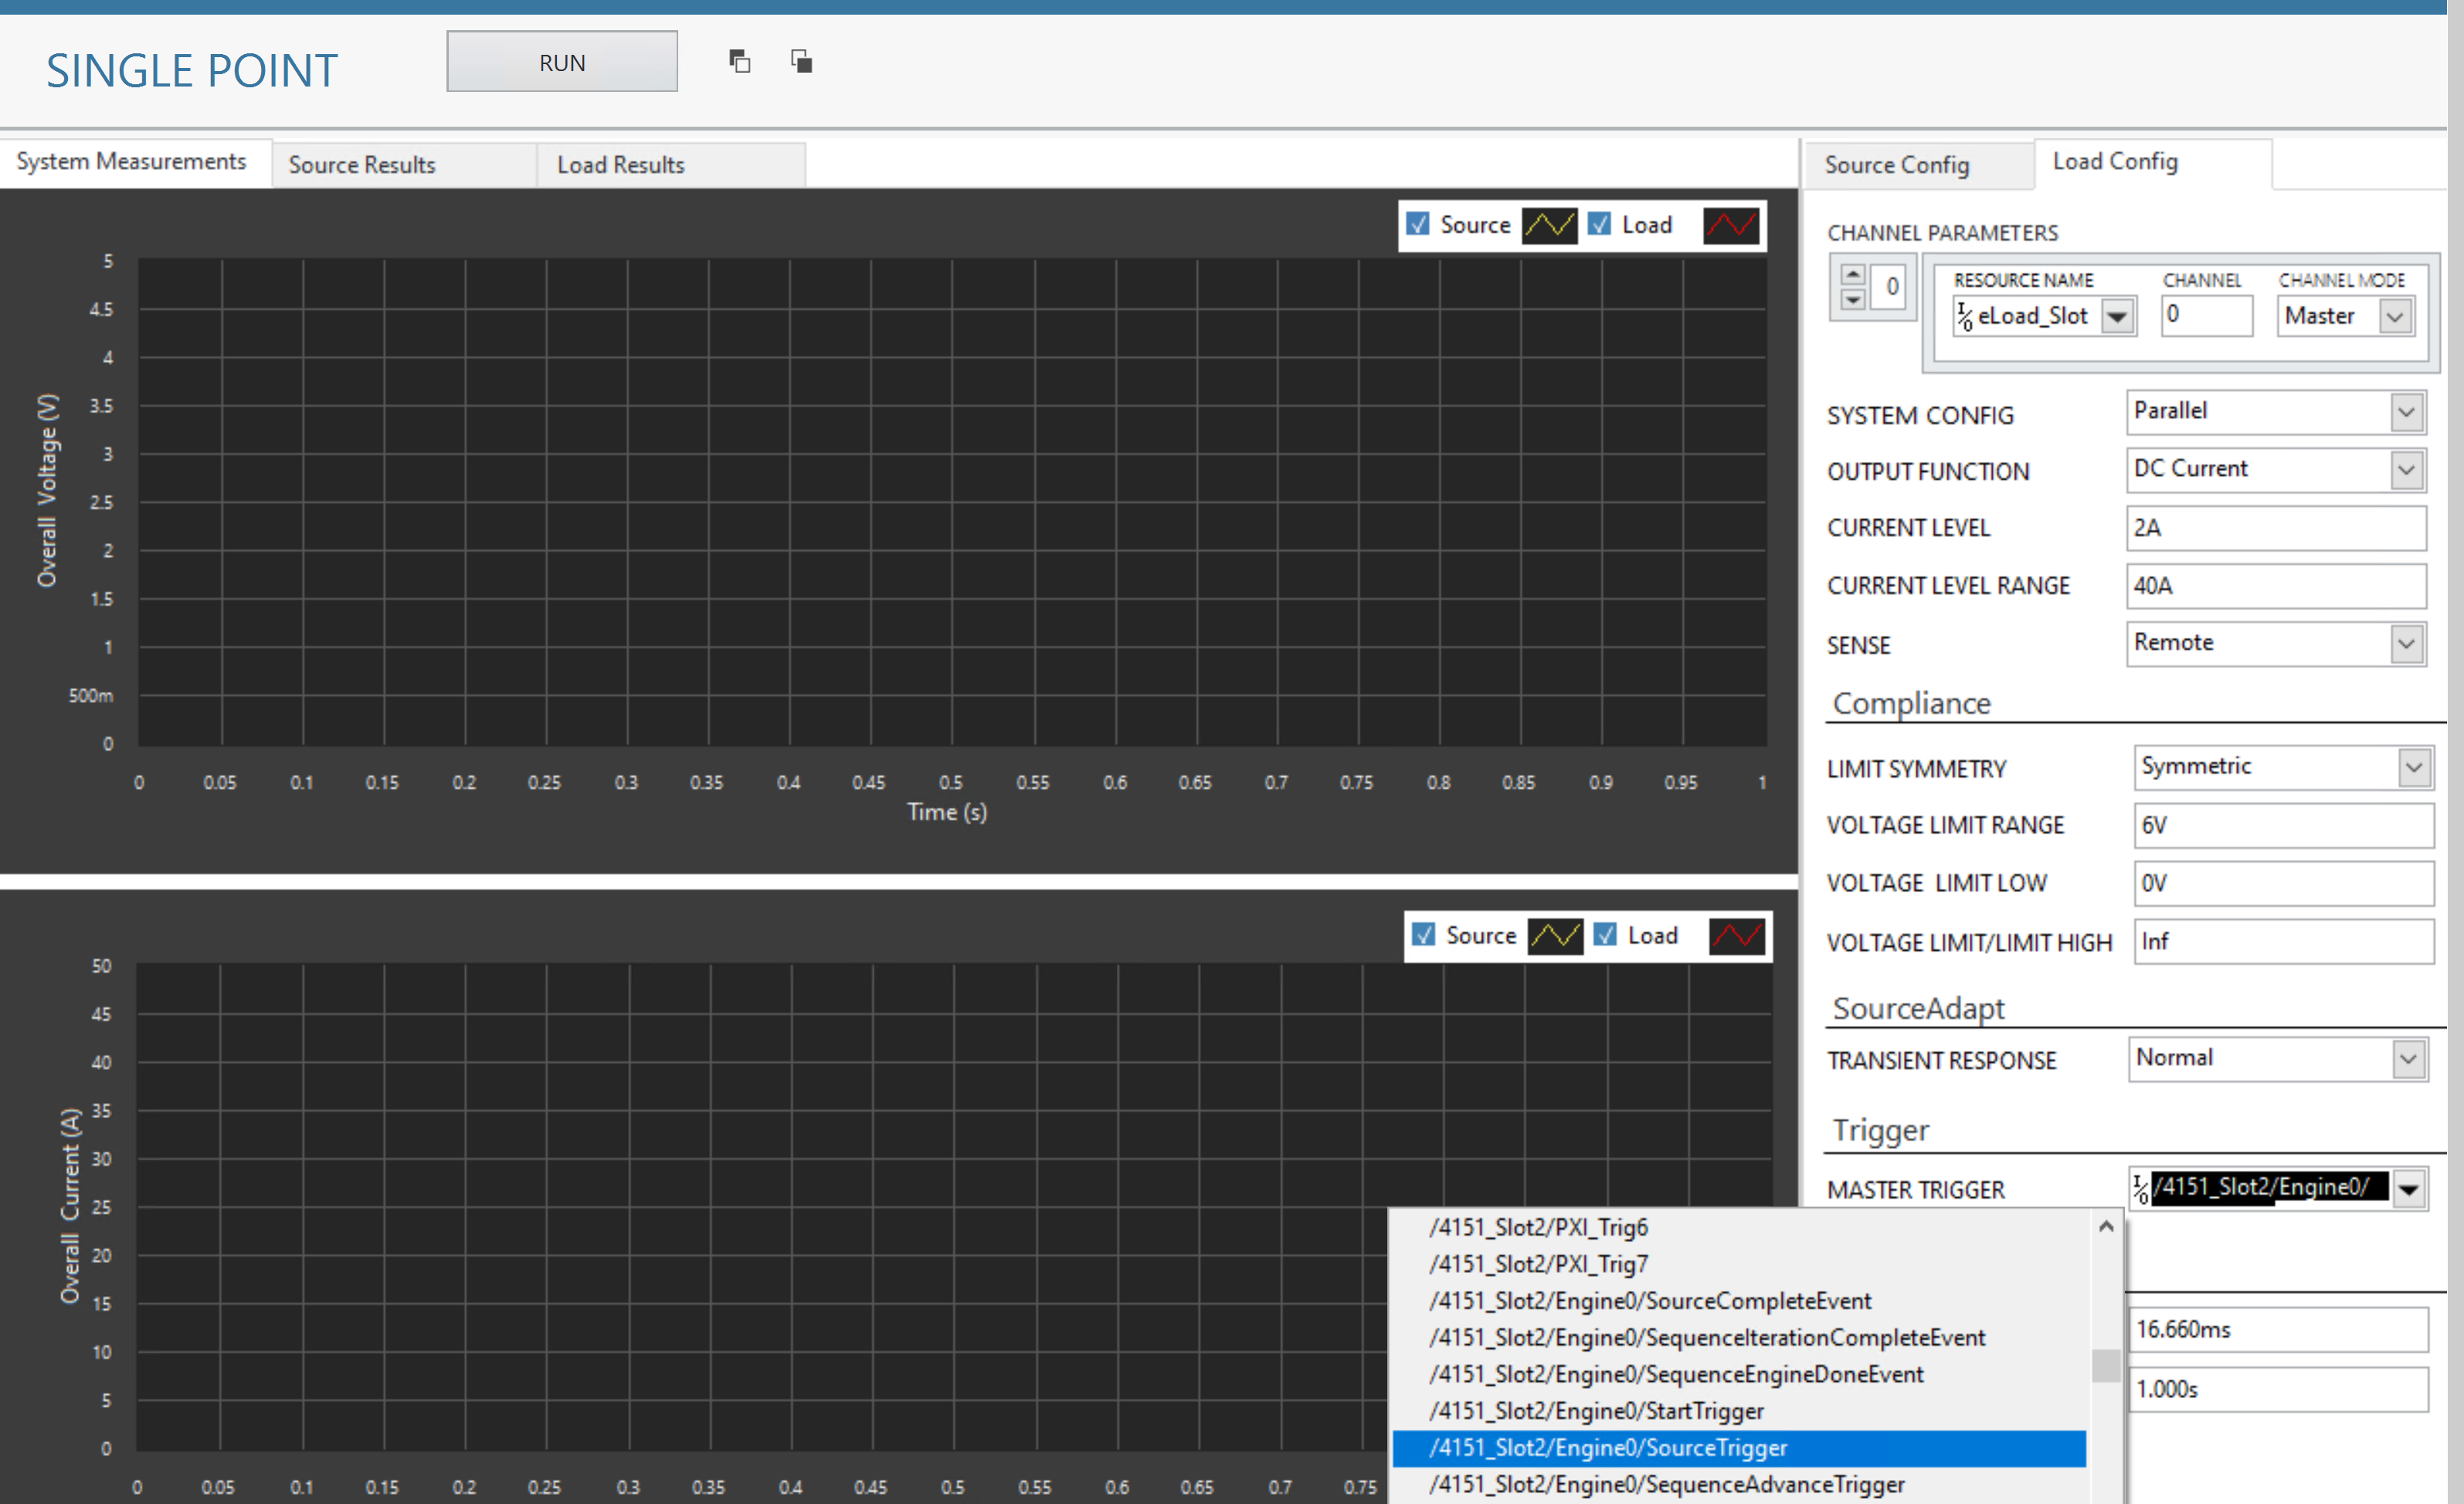 SINGLE POINT
RUN
System Measurements
Source Results
Load Results
Source Config
Load Config
Source
Load
5
4.5
4
3.5
3
2.5
2
1.5
1
500m
0
Overall Voltage (V)
0 0.05 0.1 0.15 0.2 0.25 0.3 0.35 0.4 0.45 0.5 0.55 0.6 0.65 0.7 0.75 0.8 0.85 0.9 0.95 1
Time (s)
Source
Load
50
45
40
35
30
25
20
15
10
5
0
Overall Current (A)
0 0.05 0.1 0.15 0.2 0.25 0.3 0.35 0.4 0.45 0.5 0.55 0.6 0.65 0.7 0.75
CHANNEL PARAMETERS
0
RESOURCE NAME CHANNEL CHANNEL MODE
I/0 eLoad_Slot 0 Master
SYSTEM CONFIG Parallel
OUTPUT FUNCTION DC Current
CURRENT LEVEL 2A
CURRENT LEVEL RANGE 40A
SENSE Remote
Compliance
LIMIT SYMMETRY Symmetric
VOLTAGE LIMIT RANGE 6V
VOLTAGE LIMIT LOW 0V
VOLTAGE LIMIT/LIMIT HIGH Inf
SourceAdapt
TRANSIENT RESPONSE Normal
Trigger
MASTER TRIGGER I/0 /4151_Slot2/Engine0/
/4151_Slot2/PXI_Trig6
/4151_Slot2/PXI_Trig7
/4151_Slot2/Engine0/SourceCompleteEvent
/4151_Slot2/Engine0/SequenceIterationCompleteEvent
/4151_Slot2/Engine0/SequenceEngineDoneEvent
/4151_Slot2/Engine0/StartTrigger
/4151_Slot2/Engine0/SourceTrigger
/4151_Slot2/Engine0/SequenceAdvanceTrigger
16.660ms
1.000s